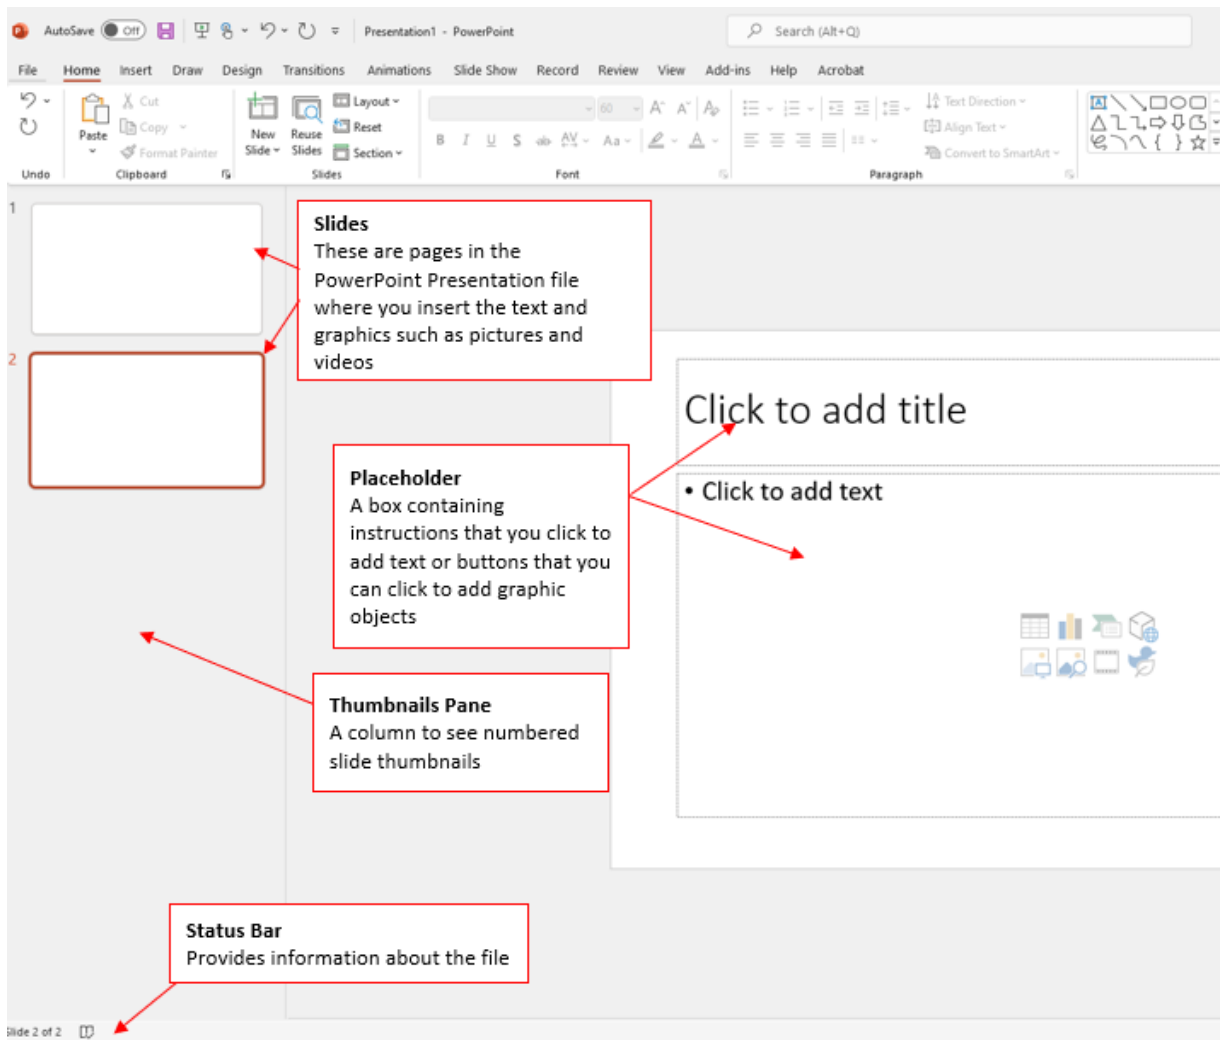 AutoSave Off Presentation1 - PowerPoint Search (Alt+Q)
File Home Insert Draw Design Transitions Animations Slide Show Record Review View Add-ins Help Acrobat
Paste
Cut
Copy
Format Painter
New Slide
Reuse Slides
Layout
Reset
Section
60
B I U S ab AV Aa A
Text Direction
Align Text
Convert to SmartArt
Undo Clipboard Slides Font Paragraph
1
2
Slides
These are pages in the
PowerPoint Presentation file
where you insert the text and
graphics such as pictures and
videos
Click to add title
• Click to add text
Placeholder
A box containing
instructions that you click to
add text or buttons that you
can click to add graphic
objects
Thumbnails Pane
A column to see numbered
slide thumbnails
Status Bar
Provides information about the file
Slide 2 of 2